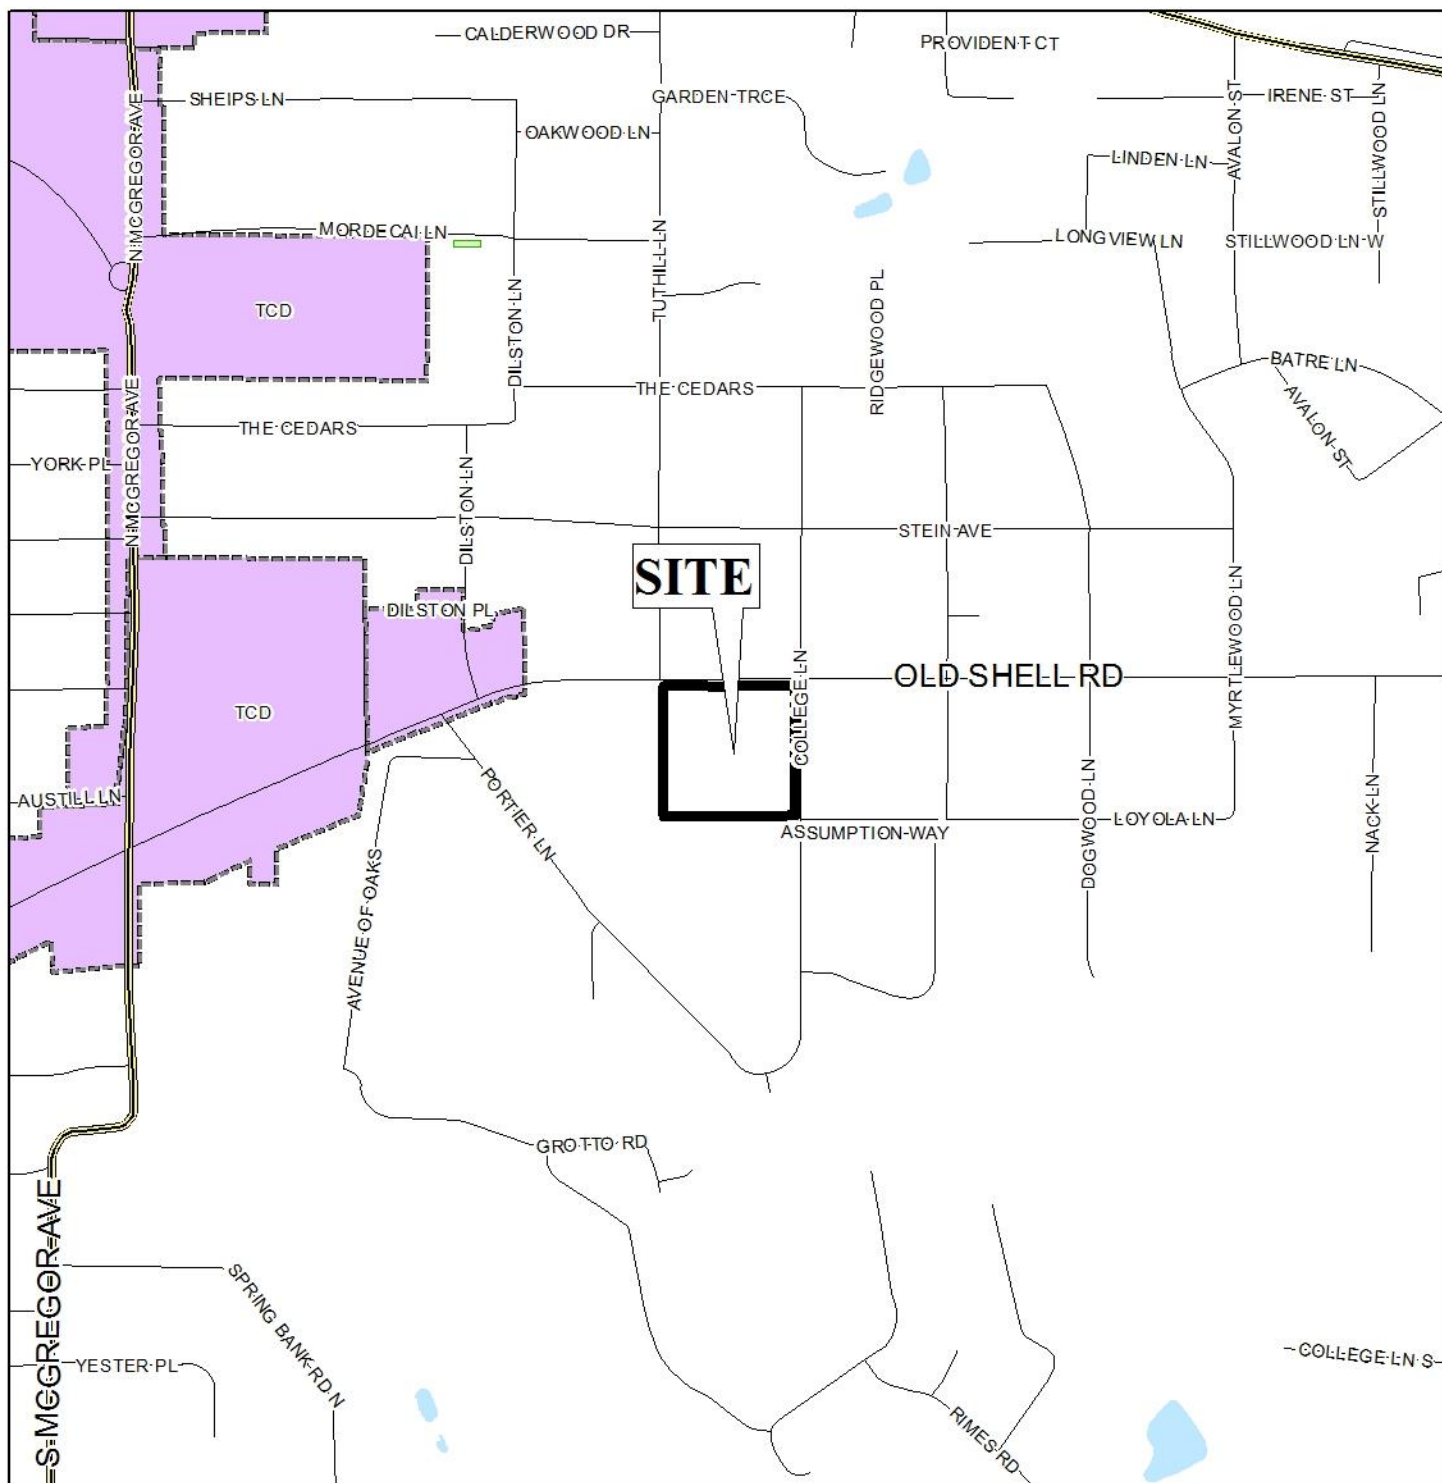 CALDERWOOD DR
PROVIDENT CT
SHEIPS LN
GARDEN TRCE
IRENE ST
OAKWOOD LN
N MCGREGOR AVE
AVALON ST
STILLWOOD LN
LINDEN LN
MORDECAI LN
TUTHILL LN
LONGVIEW LN
STILLWOOD LN W
TCD
DILSTON LN
RIDGEWOOD PL
BATRE LN
THE CEDARS
AVALON ST
THE CEDARS
N MCGREGOR AVE
YORK PL
DILSTON LN
STEIN AVE
SITE
DILSTON PL
MYRTLEWOOD LN
COLLEGE LN
OLD SHELL RD
TCD
PORTIER LN
AUSTILL LN
DOGWOOD LN
LOYOLA LN
NACK LN
ASSUMPTION WAY
AVENUE OF OAKS
GROTTO RD
S MCGREGOR AVE
SPRING BANK RD N
YESTER PL
COLLEGE LN S
RIMES RD